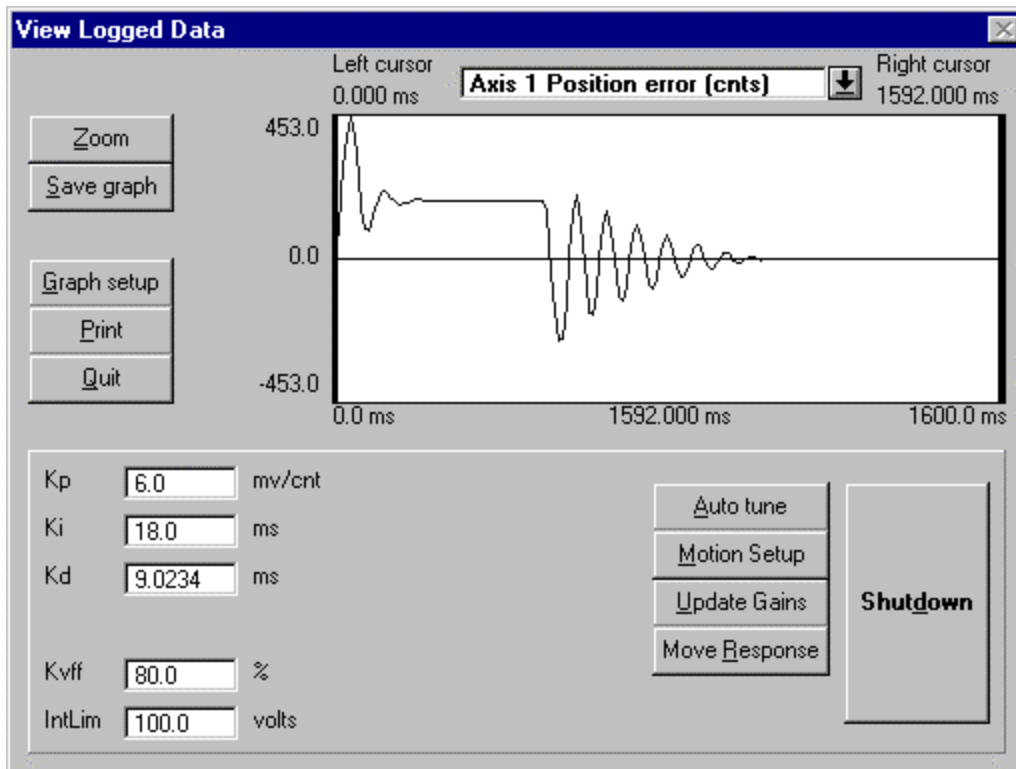 View Logged Data
Left cursor
0.000 ms
Axis 1 Position error (cnts)
Right cursor
1592.000 ms
Zoom
Save graph
Graph setup
Print
Quit
453.0
0.0
-453.0
0.0 ms
1592.000 ms
1600.0 ms
Kp 6.0 mv/cnt
Ki 18.0 ms
Kd 9.0234 ms
Kvff 80.0 %
IntLim 100.0 volts
Auto tune
Motion Setup
Update Gains
Move Response
Shutdown